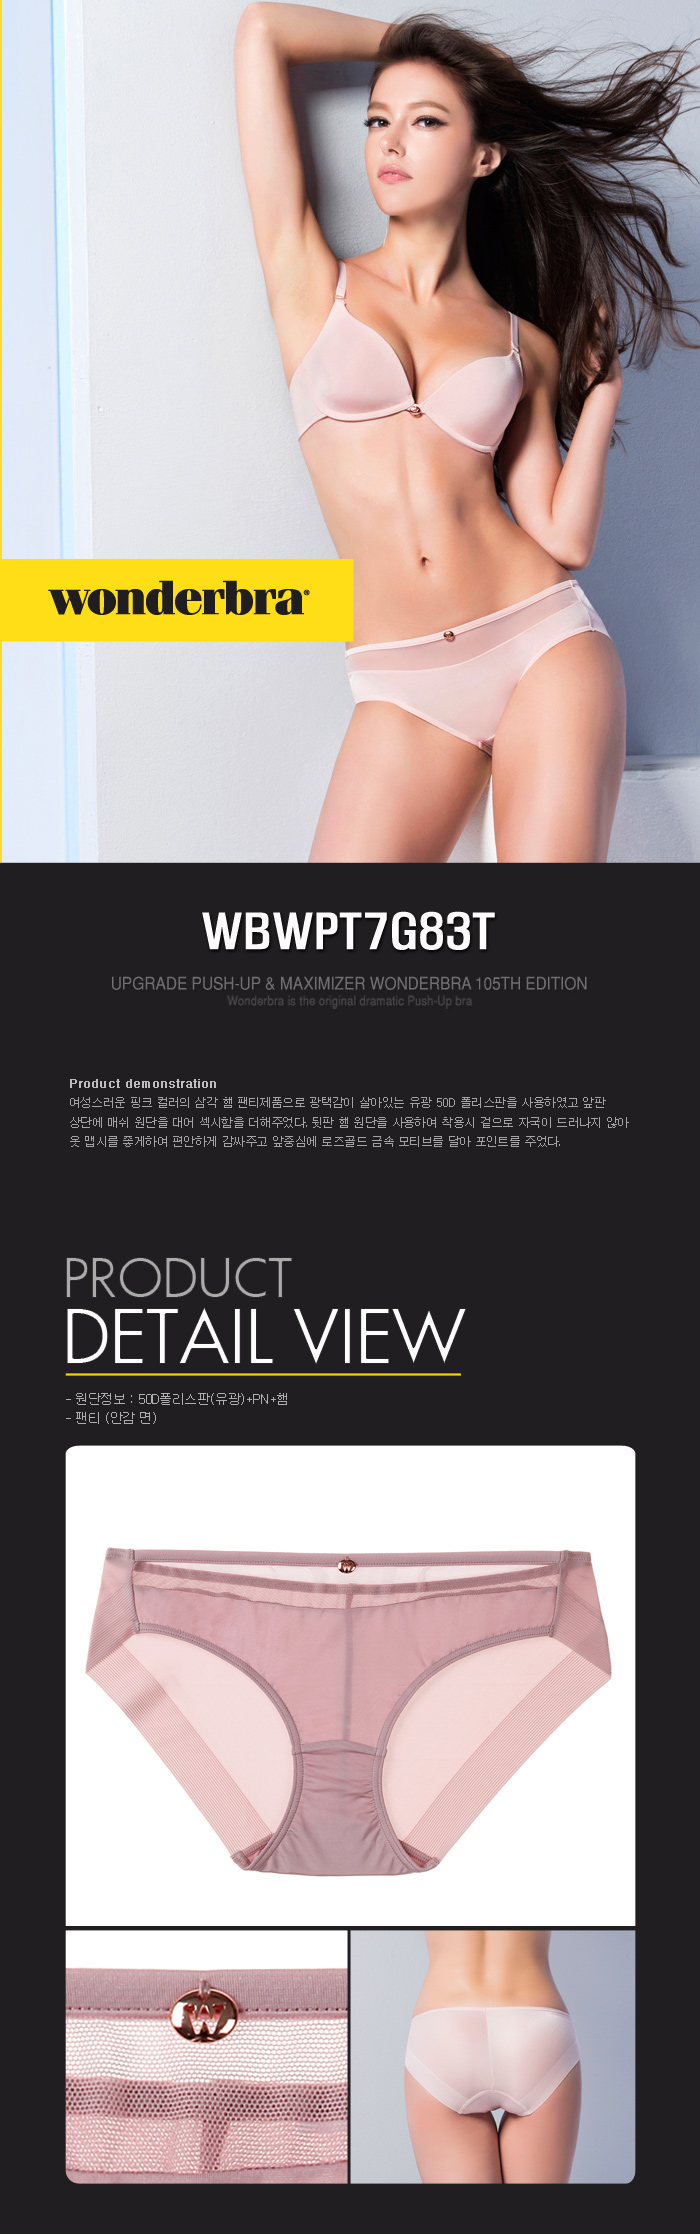 wonderbra®
WBWPT7G83T
UPGRADE PUSH-UP & MAXIMIZER WONDERBRA 105TH EDITION
Wonderbra is the original dramatic Push-Up bra
Product demonstration
여성스러운 핑크 컬러의 삼각 햄 팬티제품으로 광택감이 살아있는 유광 50D 폴리스판을 사용하였고 앞판
상단에 매쉬 원단을 대어 섹시함을 더해주었다. 뒷판 햄 원단을 사용하여 착용시 겉으로 자국이 드러나지 않아
옷 맵시를 좋게하여 편안하게 감싸주고 앞중심에 로즈골드 금속 모티브를 달아 포인트를 주었다.
PRODUCT
DETAIL VIEW
- 원단정보 : 50D폴리스판(유광)+PN+햄
- 팬티 (안감 면)
W
W